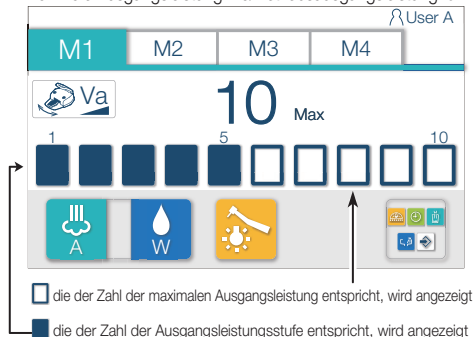 User A
M1 M2 M3 M4
Va 10 Max
1 5 10
A W
die der Zahl der maximalen Ausgangsleistung entspricht, wird angezeigt
die der Zahl der Ausgangsleistungsstufe entspricht, wird angezeigt